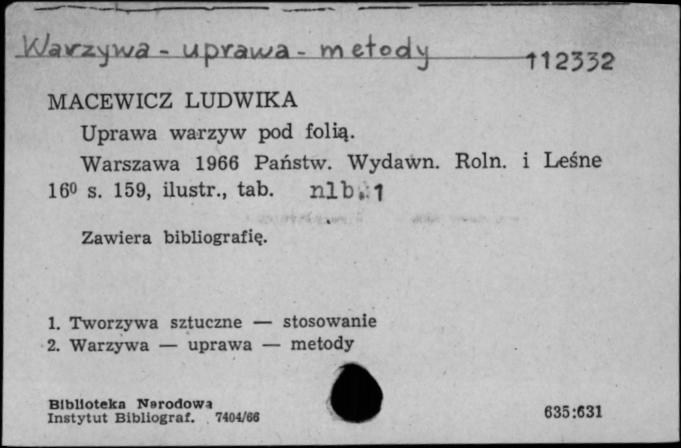 Warzywa - uprawa - metody 112332
MACEWICZ LUDWIKA
Uprawa warzyw pod folią.
Warszawa 1966 Państw. Wydawn. Roln. i Leśne
16⁰ s. 159, ilustr., tab. nlb. 1
Zawiera bibliografię.
1. Tworzywa sztuczne — stosowanie
2. Warzywa — uprawa — metody
Biblioteka Narodowa
Instytut Bibliograf. 7404/66
635:631